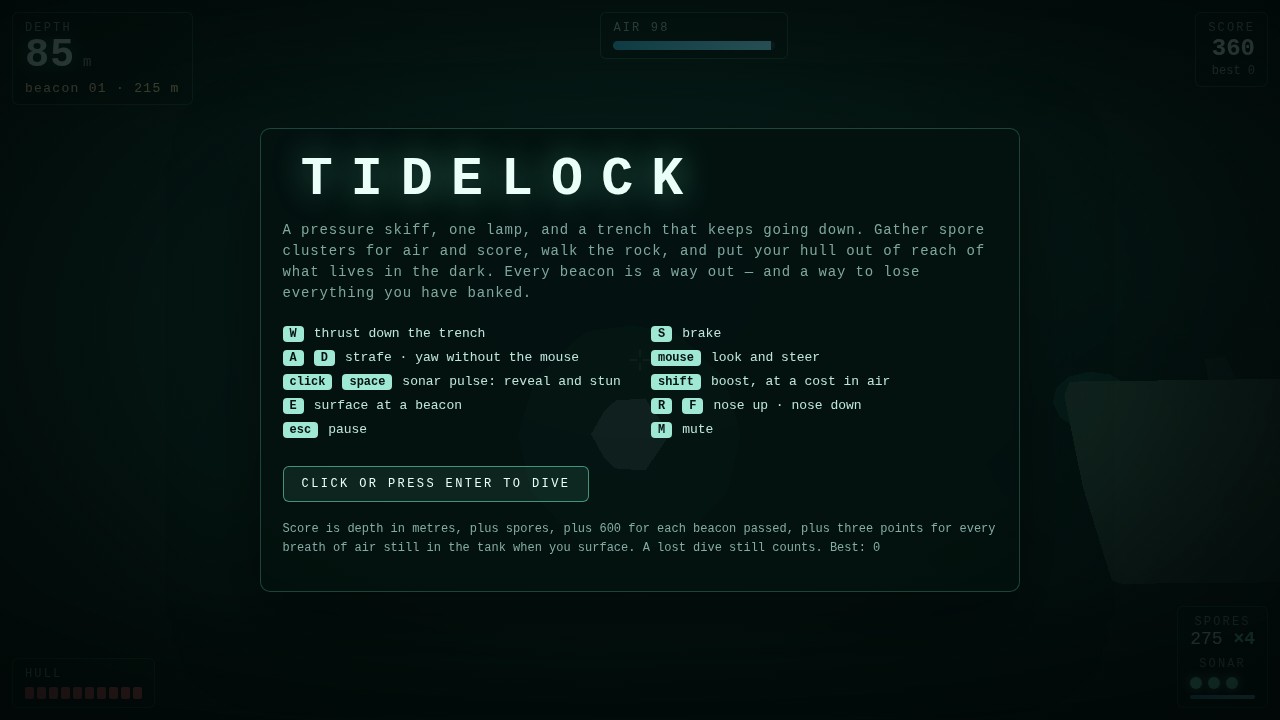 DEPTH
85 m
beacon 01 · 215 m
AIR 98
SCORE
360
best 0
TIDELOCK
A pressure skiff, one lamp, and a trench that keeps going down. Gather spore
clusters for air and score, walk the rock, and put your hull out of reach of
what lives in the dark. Every beacon is a way out — and a way to lose
everything you have banked.
W thrust down the trench
S brake
A D strafe · yaw without the mouse
mouse look and steer
click space sonar pulse: reveal and stun
shift boost, at a cost in air
E surface at a beacon
R F nose up · nose down
esc pause
M mute
CLICK OR PRESS ENTER TO DIVE
Score is depth in metres, plus spores, plus 600 for each beacon passed, plus three points for every
breath of air still in the tank when you surface. A lost dive still counts. Best: 0
HULL
SPORES
275 ×4
SONAR